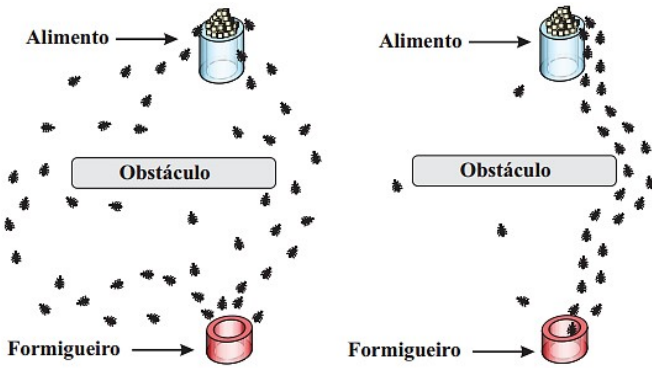 Alimento
Obstáculo
Formigueiro
Alimento
Obstáculo
Formigueiro